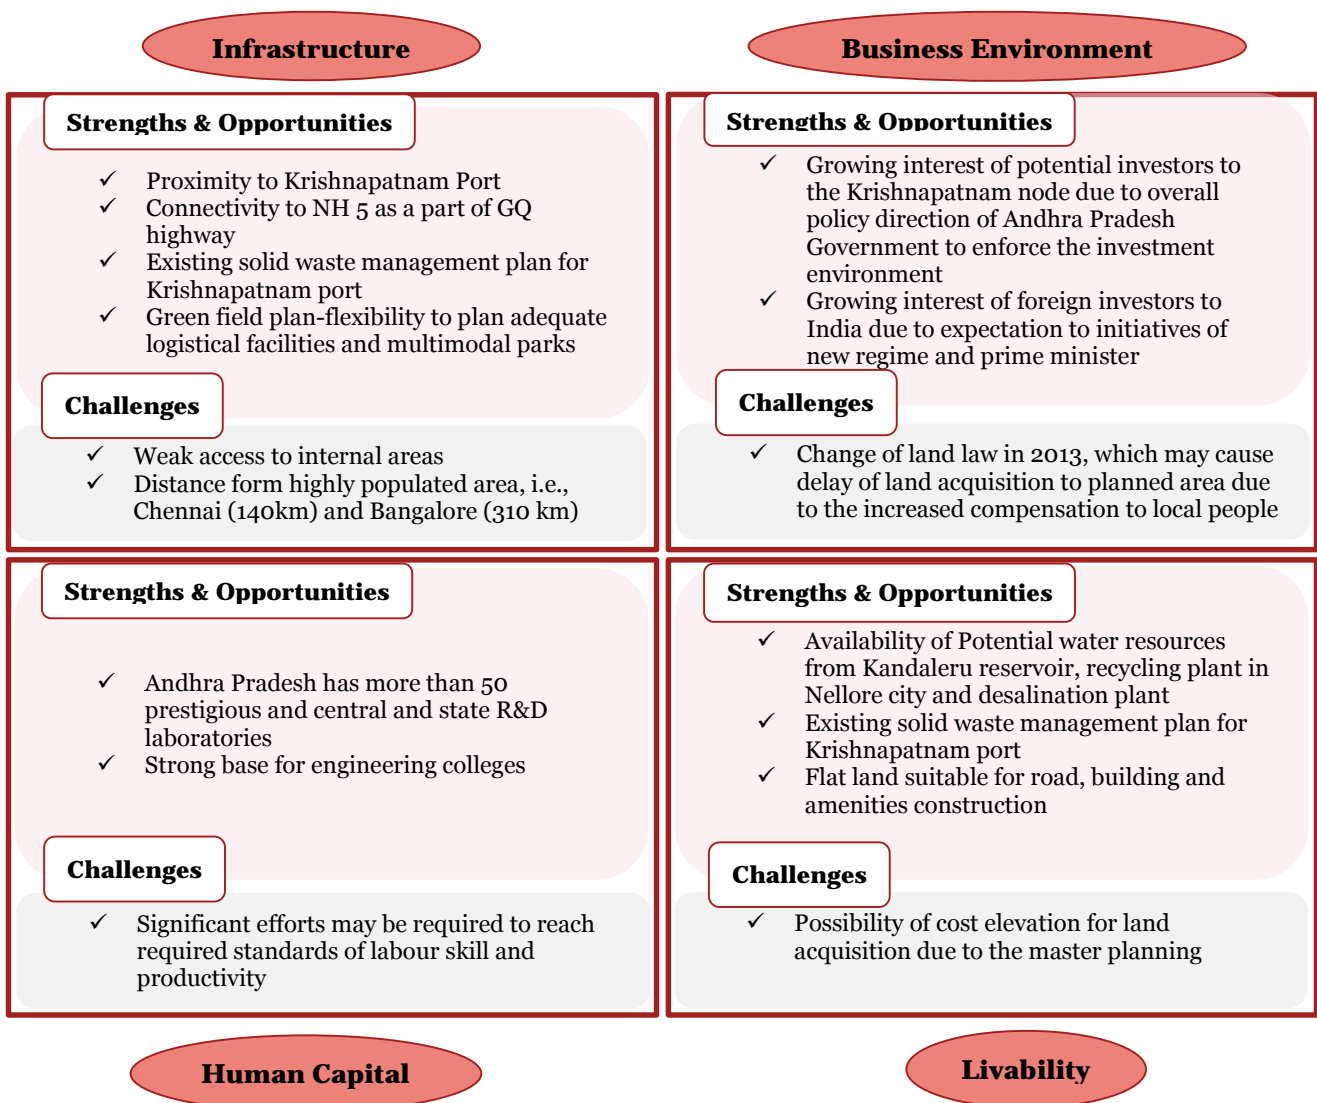 Infrastructure
Business Environment
Strengths & Opportunities
✓ Proximity to Krishnapatnam Port
✓ Connectivity to NH 5 as a part of GQ
highway
✓ Existing solid waste management plan for
Krishnapatnam port
✓ Green field plan-flexibility to plan adequate
logistical facilities and multimodal parks
Challenges
✓ Weak access to internal areas
✓ Distance form highly populated area, i.e.,
Chennai (140km) and Bangalore (310 km)
Strengths & Opportunities
✓ Growing interest of potential investors to
the Krishnapatnam node due to overall
policy direction of Andhra Pradesh
Government to enforce the investment
environment
✓ Growing interest of foreign investors to
India due to expectation to initiatives of
new regime and prime minister
Challenges
✓ Change of land law in 2013, which may cause
delay of land acquisition to planned area due
to the increased compensation to local people
Strengths & Opportunities
✓ Andhra Pradesh has more than 50
prestigious and central and state R&D
laboratories
✓ Strong base for engineering colleges
Challenges
✓ Significant efforts may be required to reach
required standards of labour skill and
productivity
Strengths & Opportunities
✓ Availability of Potential water resources
from Kandaleru reservoir, recycling plant in
Nellore city and desalination plant
✓ Existing solid waste management plan for
Krishnapatnam port
✓ Flat land suitable for road, building and
amenities construction
Challenges
✓ Possibility of cost elevation for land
acquisition due to the master planning
Human Capital
Livability